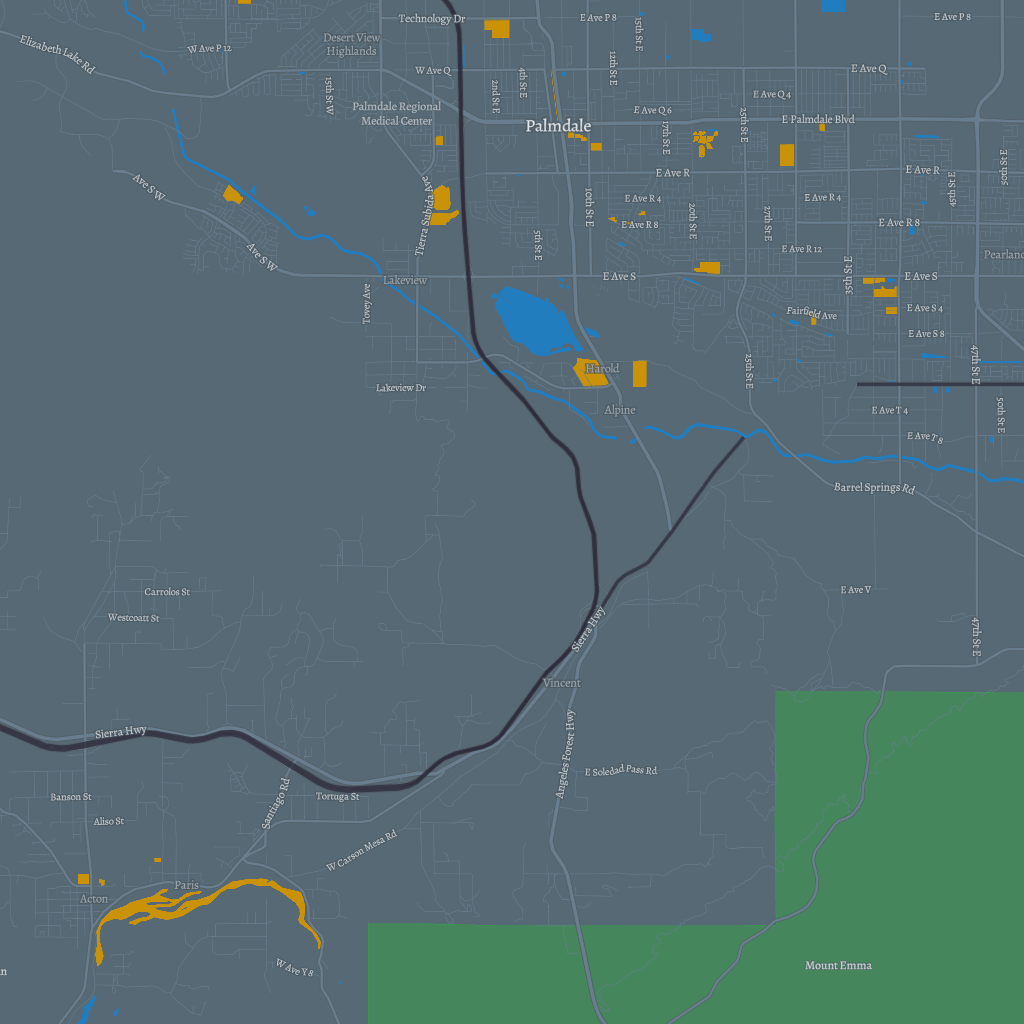 Technology Dr
E Ave P 8
15th St E
E Ave P 8
Elizabeth Lake Rd
W Ave P 12
Desert View
Highlands
12th St E
W Ave Q
4th St E
E Ave Q
15th St W
2nd St E
E Ave Q 4
Palmdale Regional
Medical Center
E Ave Q 6
25th St E
E Palmdale Blvd
Palmdale
17th St E
50th St E
E Ave R
E Ave R
Ave S W
45th St E
Tierra Subida Ave
10th St E
E Ave R 4
E Ave R 4
20th St E
27th St E
E Ave R 8
E Ave R 8
5th St E
Ave S W
E Ave R 12
Pearland
35th St E
Lakeview
E Ave S
E Ave S
Tovey Ave
Fairfield Ave
E Ave S 4
E Ave S 8
Harold
25th St E
47th St E
Lakeview Dr
Alpine
E Ave T 4
50th St E
E Ave T 8
Barrel Springs Rd
Carrolos St
E Ave V
Westcoatt St
Sierra Hwy
47th St E
Vincent
Sierra Hwy
Angeles Forest Hwy
E Soledad Pass Rd
Banson St
Santiago Rd
Tortuga St
Aliso St
W Carson Mesa Rd
Paris
Acton
W Ave Y 8
Mount Emma